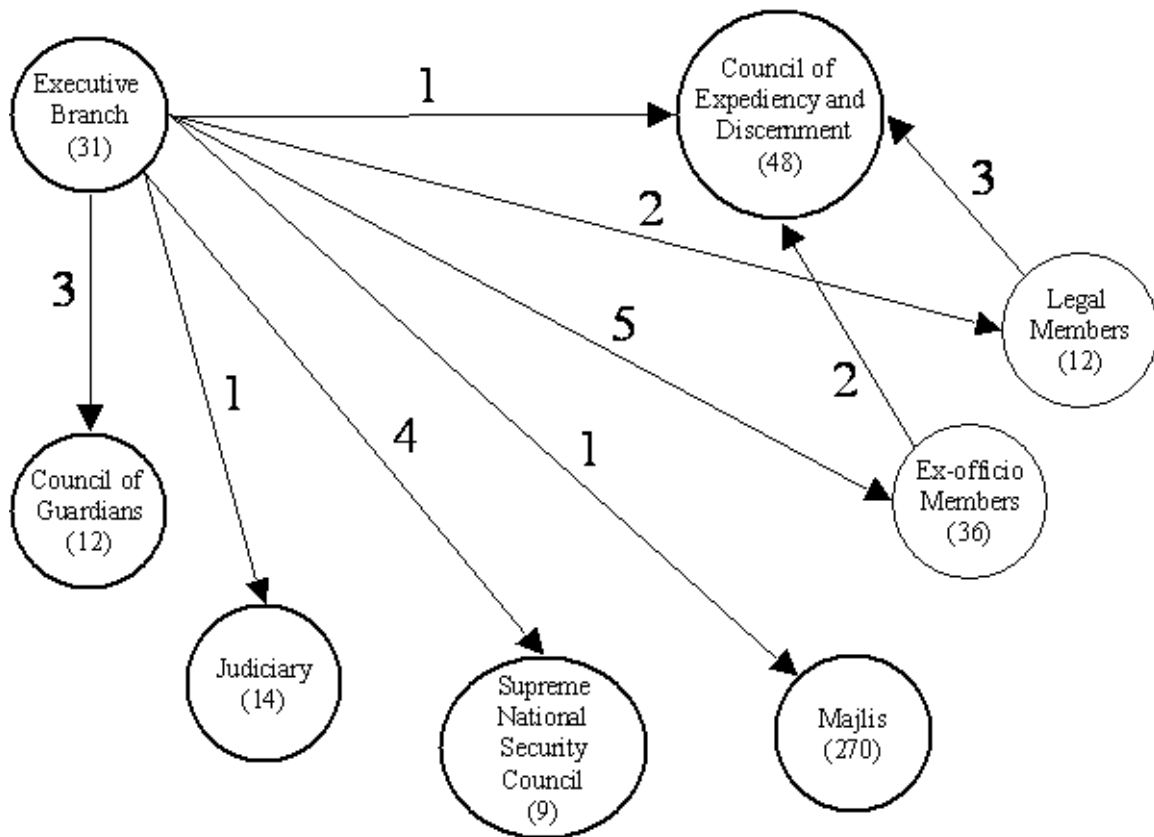 Executive
Branch
(31)
1
Council of
Expediency and
Discernment
(48)
3
2
Legal
Members
(12)
3
5
2
1
4
1
Ex-officio
Members
(36)
Council of
Guardians
(12)
Judiciary
(14)
Supreme
National
Security
Council
(9)
Majlis
(270)